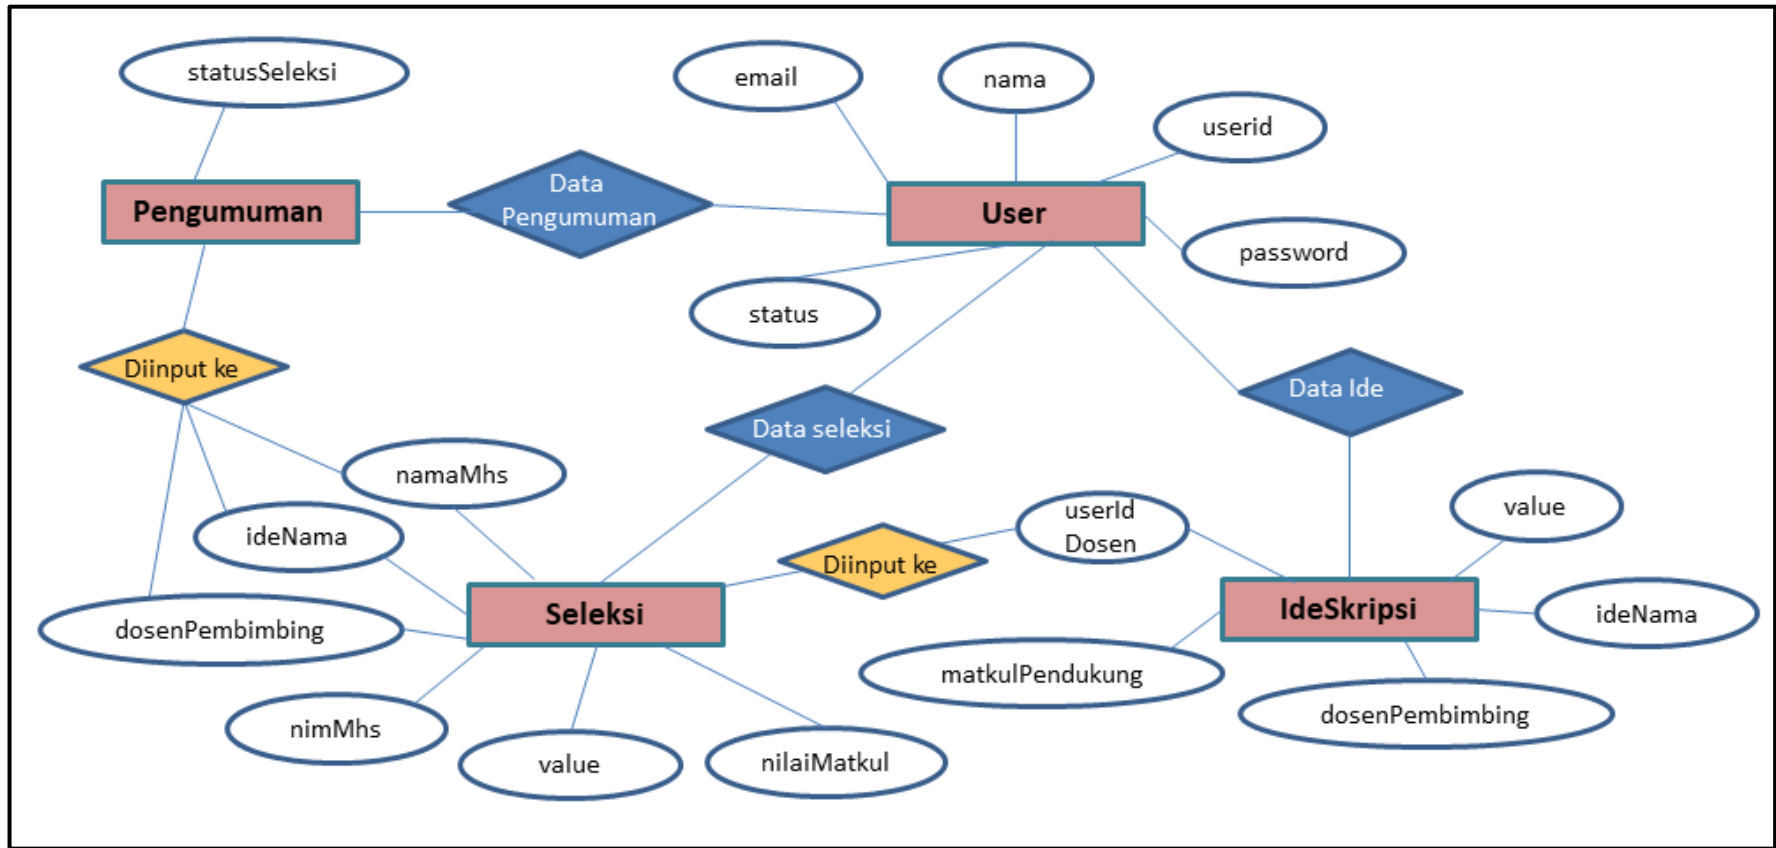 statusSeleksi
email
nama
userid
Pengumuman
Data
Pengumuman
User
password
status
Diinput ke
Data seleksi
Data Ide
namaMhs
ideNama
userId
Dosen
value
Diinput ke
dosenPembimbing
Seleksi
IdeSkripsi
ideNama
matkulPendukung
nimMhs
value
nilaiMatkul
dosenPembimbing